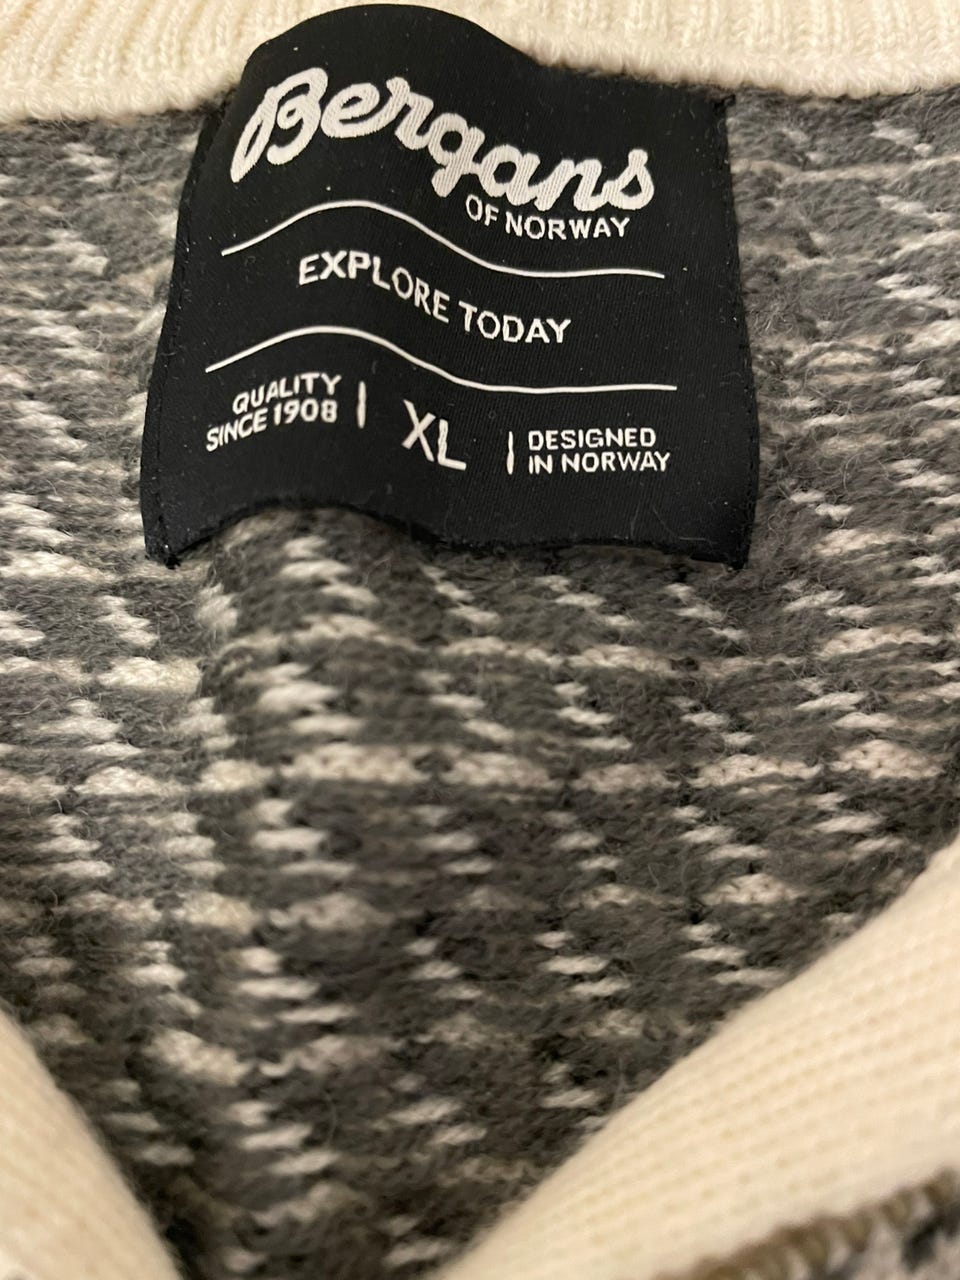 Bergans
OF NORWAY
EXPLORE TODAY
QUALITY
SINCE 1908
XL
DESIGNED
IN NORWAY